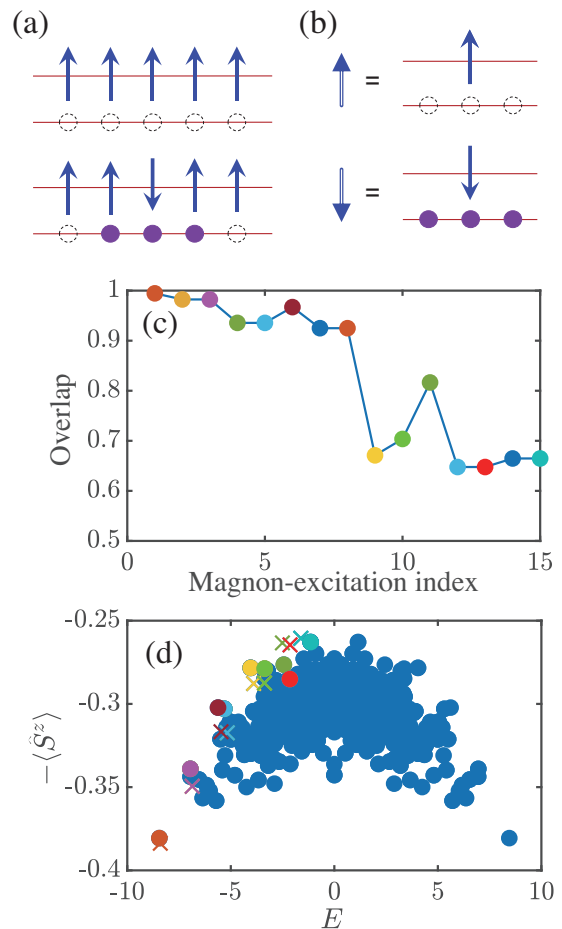 (a)
(b)
=
=
(c)
Overlap
1
0.9
0.8
0.7
0.6
0.5
0
5
10
15
Magnon-excitation index
(d)
−⟨Ŝᶻ⟩
-0.25
-0.3
-0.35
-0.4
-10
-5
0
5
10
E